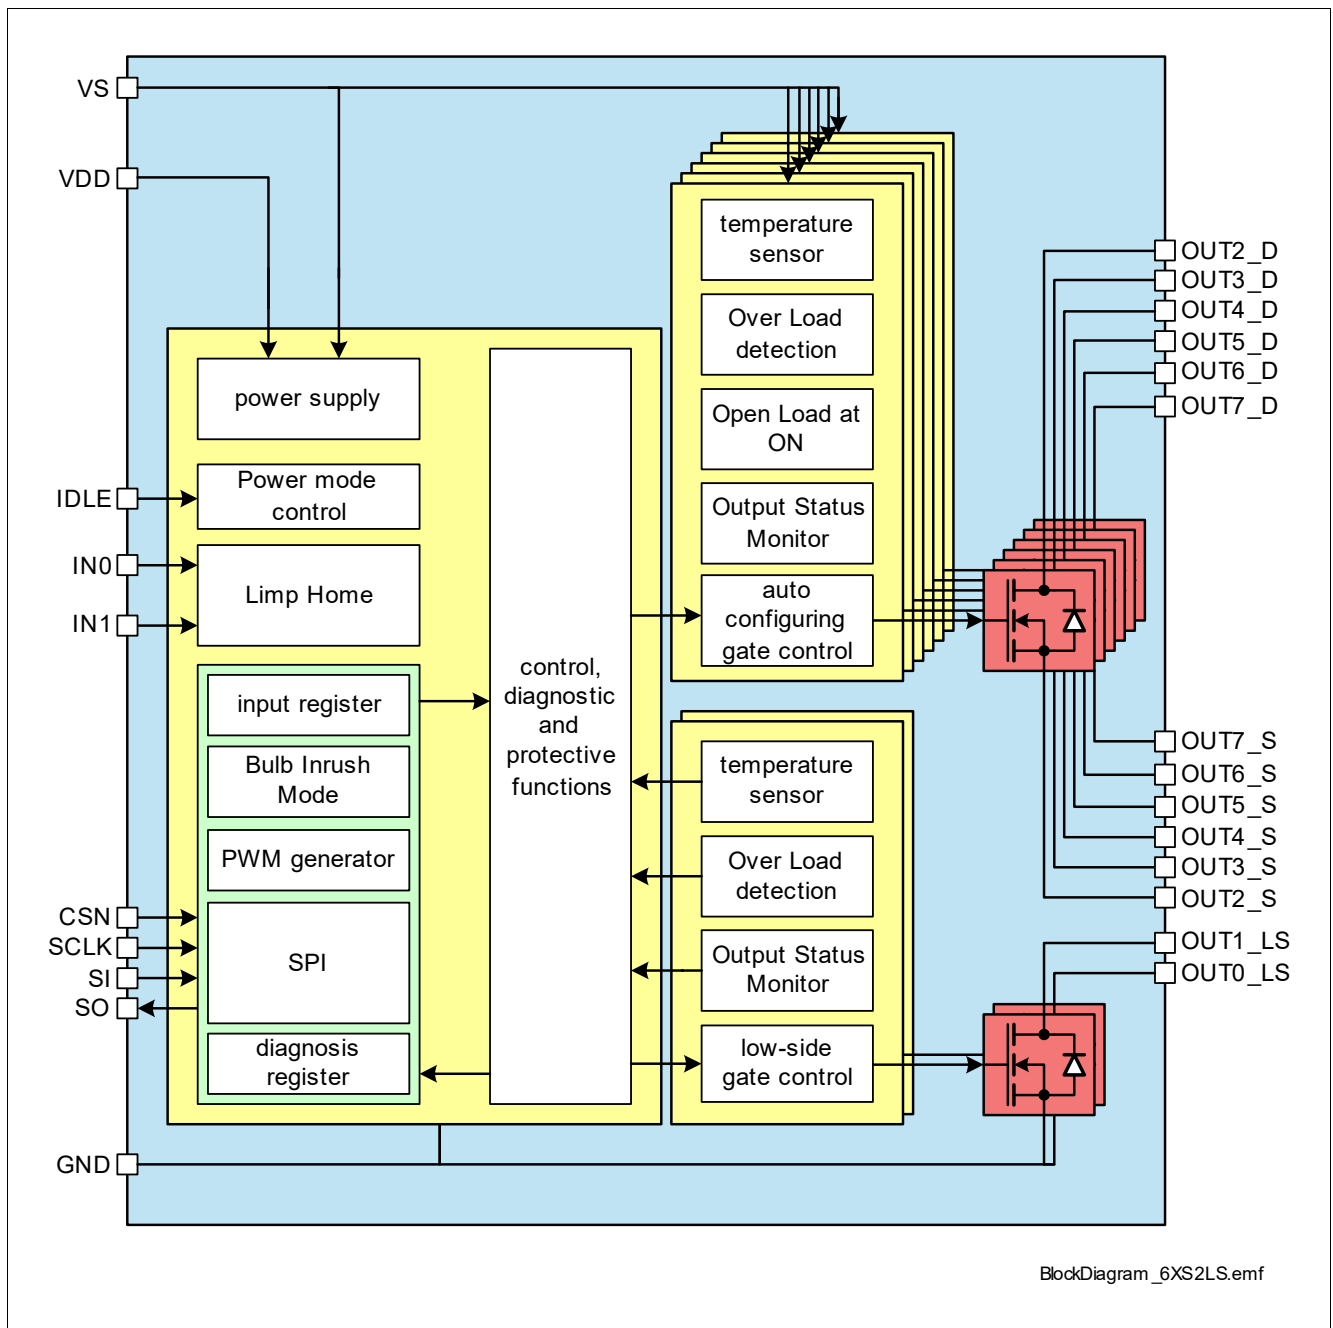 VS
VDD
IDLE
IN0
IN1
CSN
SCLK
SI
SO
GND
power supply
Power mode
control
Limp Home
input register
Bulb Inrush
Mode
PWM generator
SPI
diagnosis
register
control,
diagnostic
and
protective
functions
temperature
sensor
Over Load
detection
Open Load at
ON
Output Status
Monitor
auto
configuring
gate control
temperature
sensor
Over Load
detection
Output Status
Monitor
low-side
gate control
OUT2_D
OUT3_D
OUT4_D
OUT5_D
OUT6_D
OUT7_D
OUT7_S
OUT6_S
OUT5_S
OUT4_S
OUT3_S
OUT2_S
OUT1_LS
OUT0_LS
BlockDiagram_6XS2LS.emf